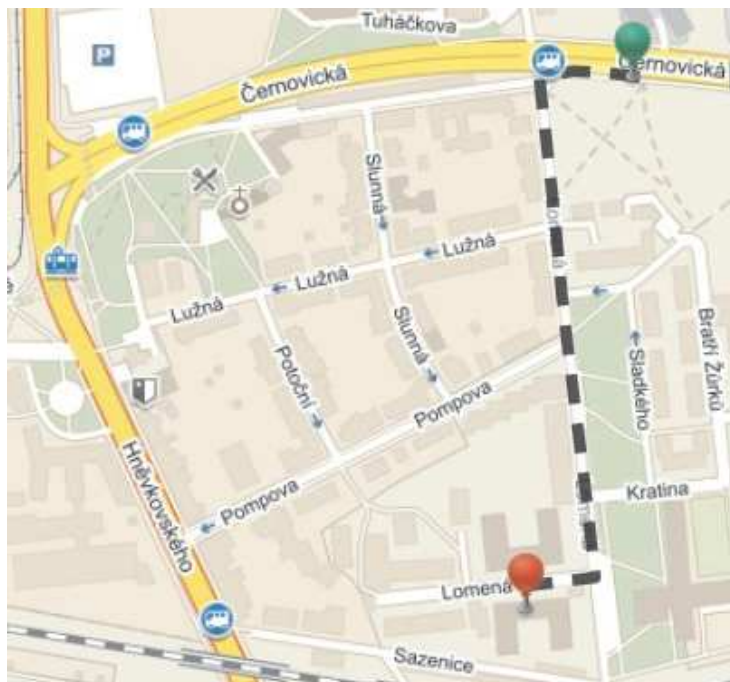 Tuháčkova
P
Černovická
Černovická
Slunná
Lužná
Lužná
Lužná
Slunná
Potoční
Pompova
Sladkého
Bratří Žůrků
Hněvkovského
Pompova
Kratina
Lomená
Sazenice